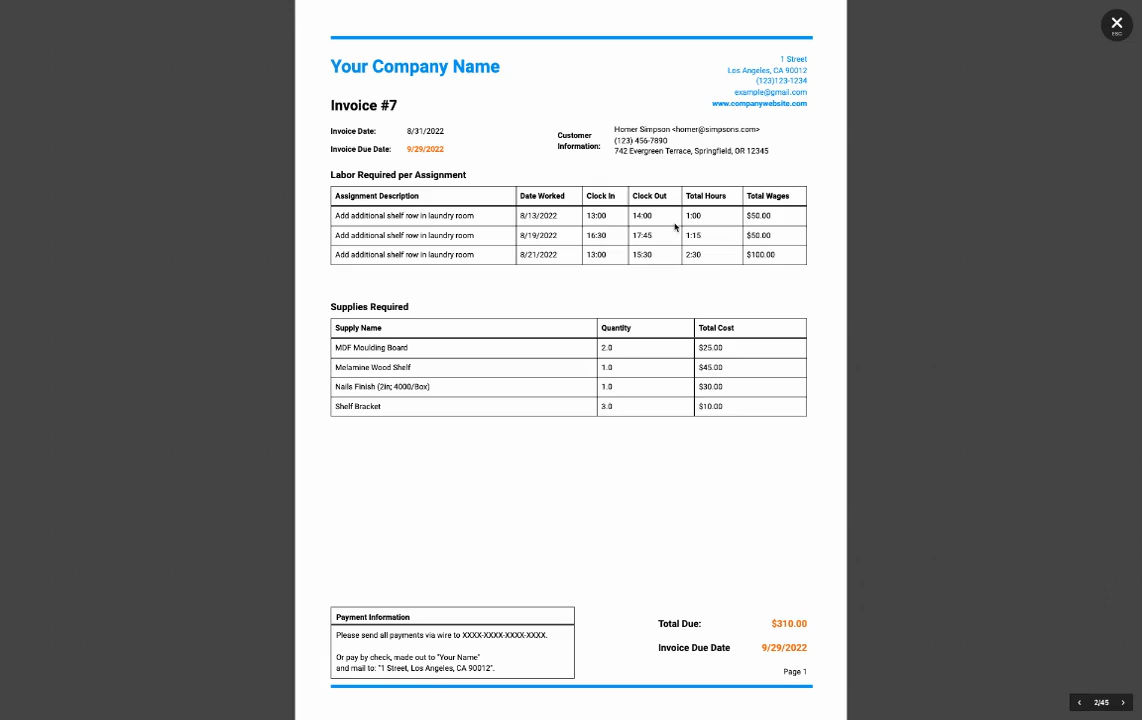 ESC
Your Company Name
1 Street
Los Angeles, CA 90012
(123)123-1234
example@gmail.com
www.companywebsite.com
Invoice #7
Invoice Date: 8/31/2022
Invoice Due Date: 9/29/2022
Customer Information:
Homer Simpson <homer@simpsons.com>
(123) 456-7890
742 Evergreen Terrace, Springfield, OR 12345
Labor Required per Assignment
Assignment Description Date Worked Clock In Clock Out Total Hours Total Wages
Add additional shelf row in laundry room 8/13/2022 13:00 14:00 1:00 $50.00
Add additional shelf row in laundry room 8/19/2022 16:30 17:45 1:15 $50.00
Add additional shelf row in laundry room 8/21/2022 13:00 15:30 2:30 $100.00
Supplies Required
Supply Name Quantity Total Cost
MDF Moulding Board 2.0 $25.00
Melamine Wood Shelf 1.0 $45.00
Nails Finish (2in; 4000/Box) 1.0 $30.00
Shelf Bracket 3.0 $10.00
Payment Information
Please send all payments via wire to XXXX-XXXX-XXXX-XXXX.
Or pay by check, made out to "Your Name"
and mail to: "1 Street, Los Angeles, CA 90012".
Total Due: $310.00
Invoice Due Date 9/29/2022
Page 1
2/45